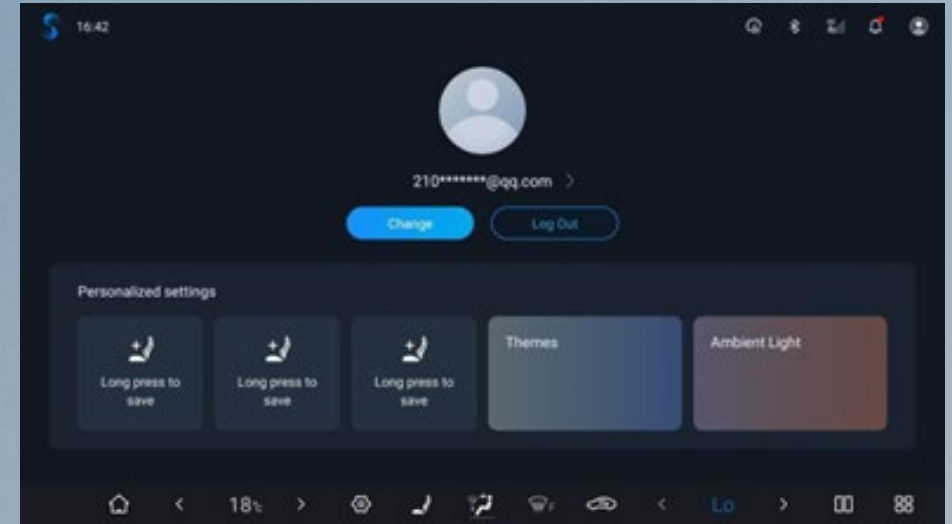 16:42
210*******@qq.com
Change
Log Out
Personalized settings
Long press to
save
Long press to
save
Long press to
save
Themes
Ambient Light
18℃
Lo